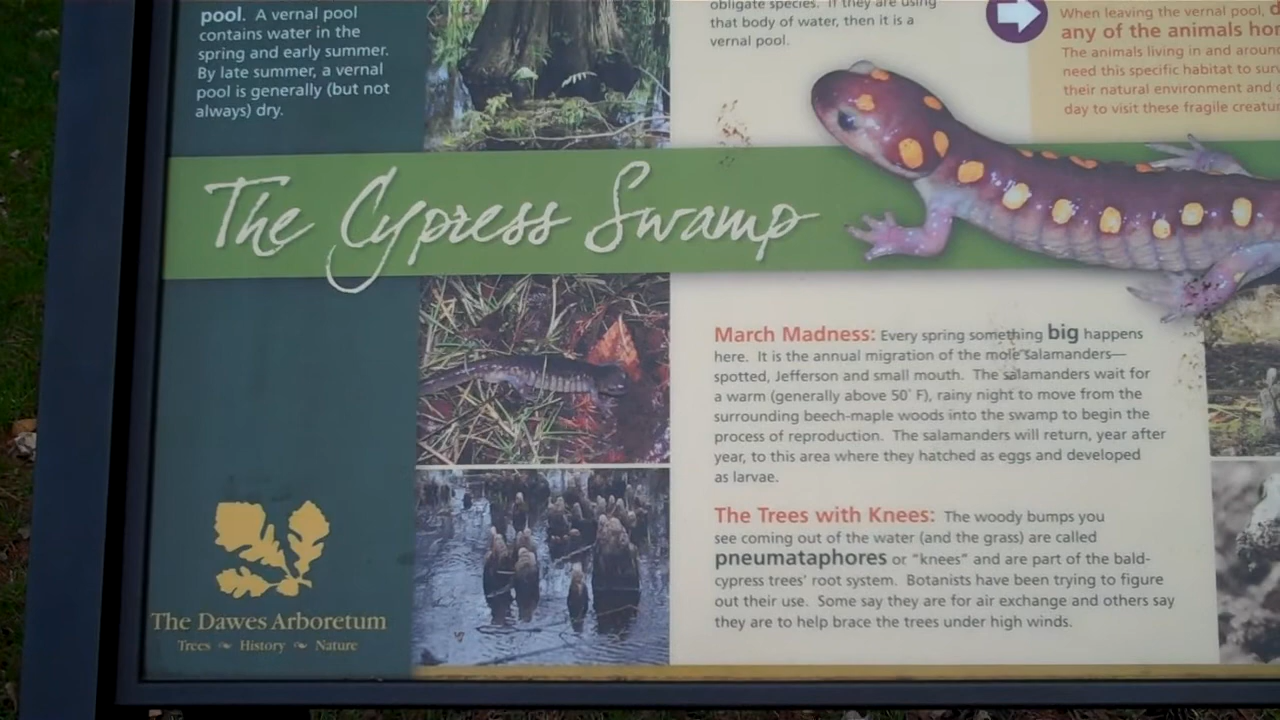 pool. A vernal pool
contains water in the
spring and early summer.
By late summer, a vernal
pool is generally (but not
always) dry.
obligate species. If they are using
that body of water, then it is a
vernal pool.
When leaving the vernal pool,
any of the animals
The animals living in and around
need this specific habitat to
their natural environment and
day to visit these fragile
The Cypress Swamp
March Madness: Every spring something big happens
here. It is the annual migration of the mole salamanders—
spotted, Jefferson and small mouth. The salamanders wait for
a warm (generally above 50° F), rainy night to move from the
surrounding beech-maple woods into the swamp to begin the
process of reproduction. The salamanders will return, year after
year, to this area where they hatched as eggs and developed
as larvae.
The Trees with Knees: The woody bumps you
see coming out of the water (and the grass) are called
pneumataphores or "knees" and are part of the bald-
cypress trees' root system. Botanists have been trying to figure
out their use. Some say they are for air exchange and others say
they are to help brace the trees under high winds.
The Dawes Arboretum
Trees ~ History ~ Nature